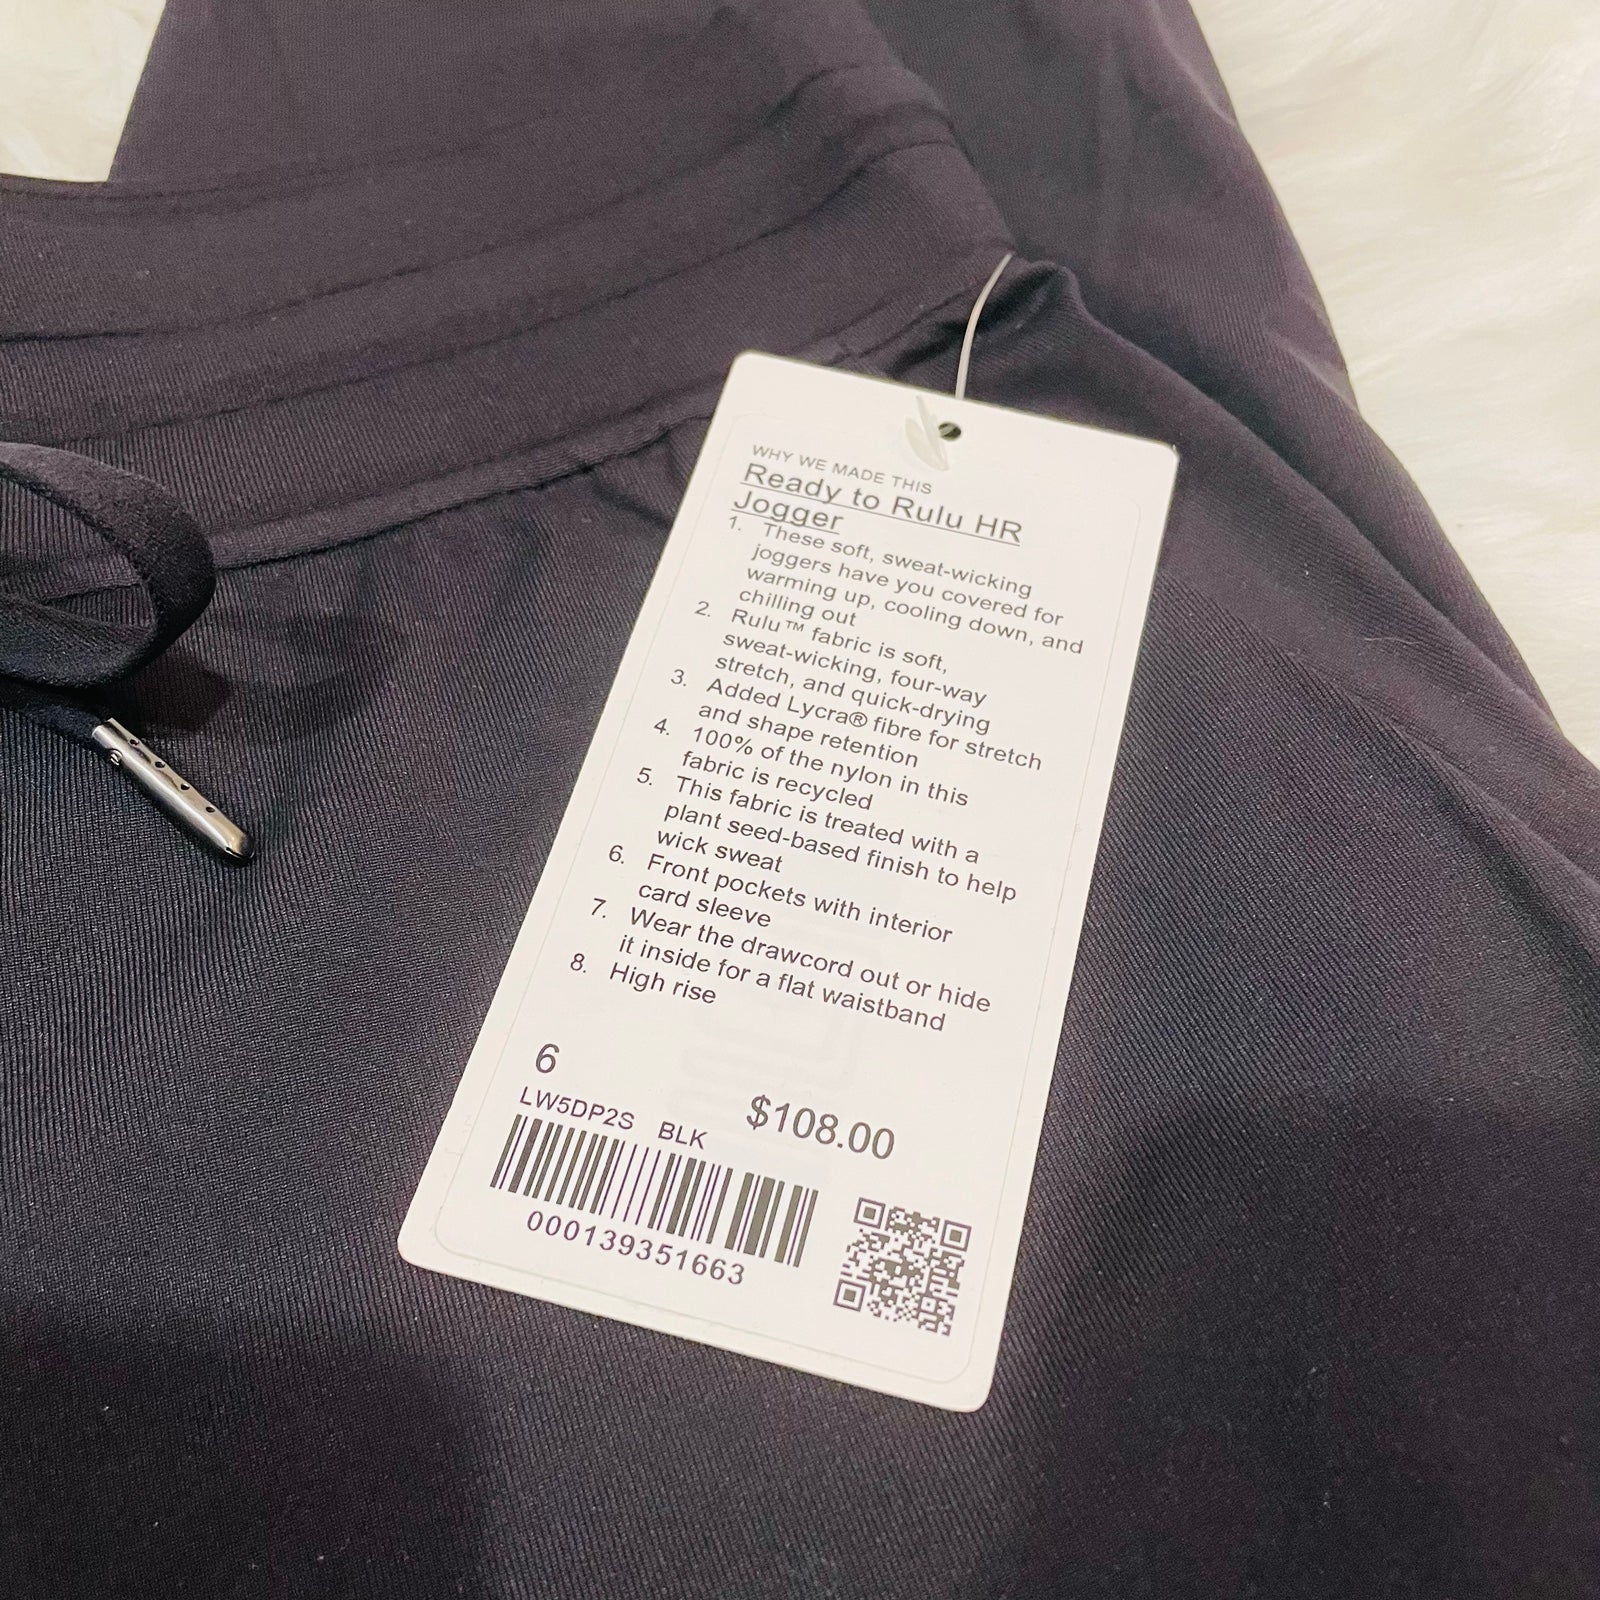 WHY WE MADE THIS
Ready to Rulu HR
Jogger
1. These soft, sweat-wicking
joggers have you covered for
warming up, cooling down, and
chilling out
2. Rulu™ fabric is soft,
sweat-wicking, four-way
stretch, and quick-drying
3. Added Lycra® fibre for stretch
and shape retention
4. 100% of the nylon in this
fabric is recycled
5. This fabric is treated with a
plant seed-based finish to help
wick sweat
6. Front pockets with interior
card sleeve
7. Wear the drawcord out or hide
it inside for a flat waistband
8. High rise
6
LW5DP2S BLK
$108.00
000139351663